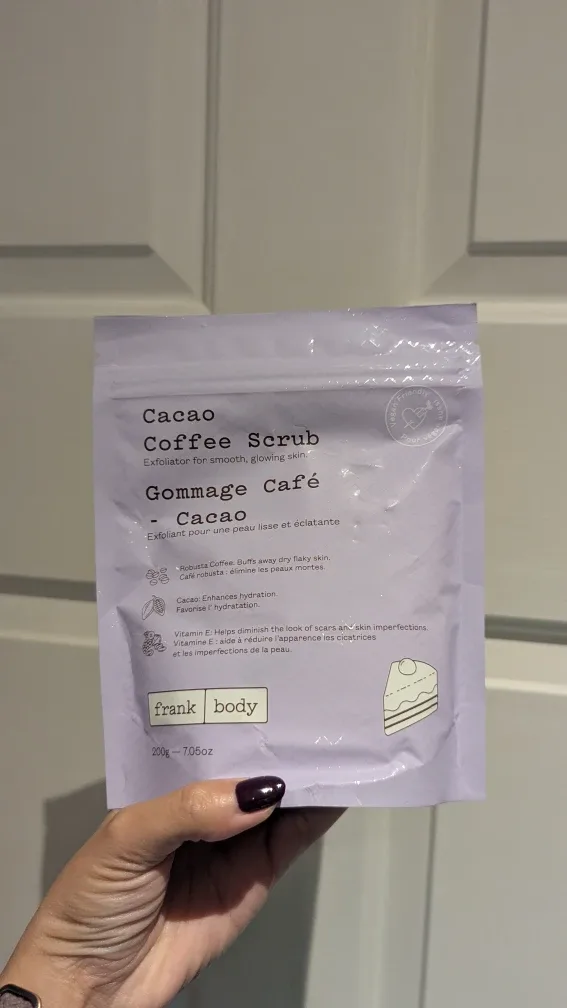 Cacao
Coffee Scrub
Exfoliator for smooth, glowing skin.
Gommage Café
- Cacao
Exfoliant pour une peau lisse et éclatante
Robusta Coffee: Buffs away dry flaky skin.
Café robusta : élimine les peaux mortes.
Cacao: Enhances hydration.
Favorise l' hydratation.
Vitamin E: Helps diminish the look of scars and skin imperfections.
Vitamine E : aide à réduire l'apparence les cicatrices
et les imperfections de la peau.
frank body
200g — 7.05oz